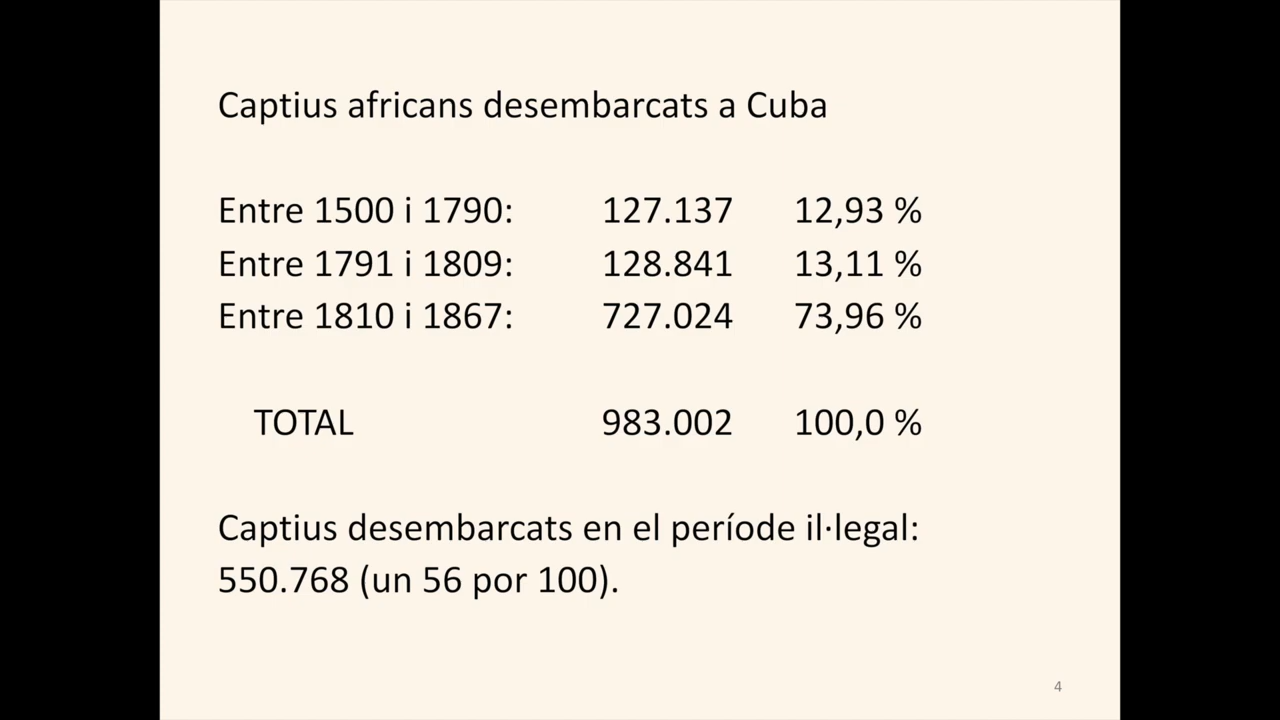 Captius africans desembarcats a Cuba
Entre 1500 i 1790: 127.137 12,93 %
Entre 1791 i 1809: 128.841 13,11 %
Entre 1810 i 1867: 727.024 73,96 %
TOTAL 983.002 100,0 %
Captius desembarcats en el període il·legal:
550.768 (un 56 por 100).
4